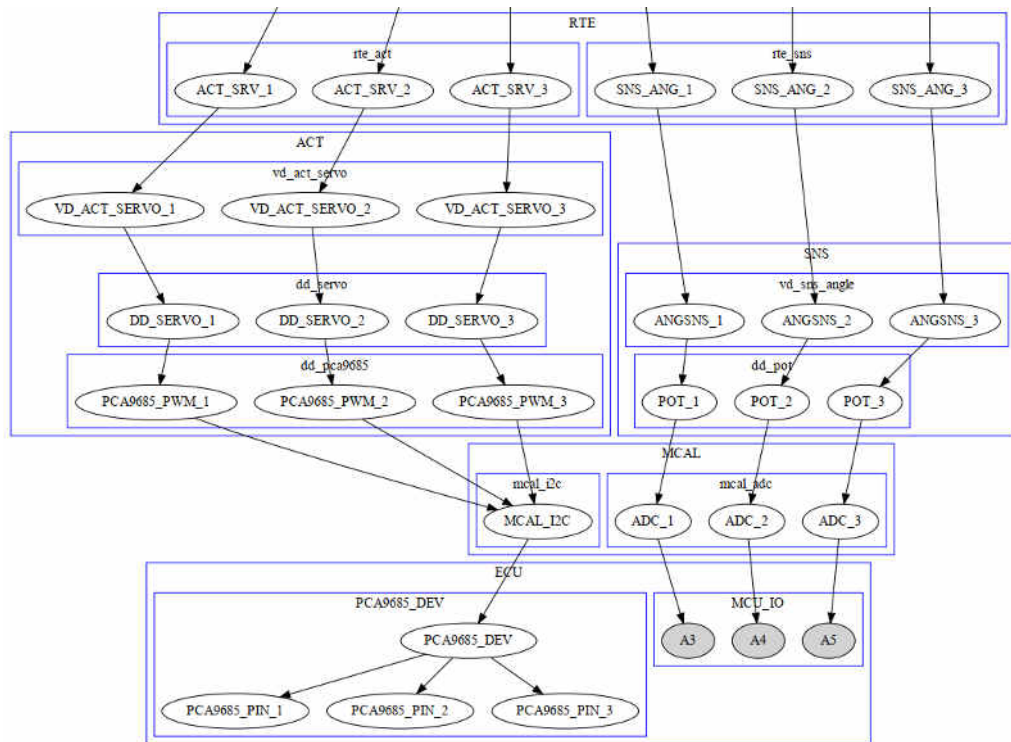 RTE
rte_act
rte_sns
ACT_SRV_1
ACT_SRV_2
ACT_SRV_3
SNS_ANG_1
SNS_ANG_2
SNS_ANG_3
ACT
vd_act_servo
VD_ACT_SERVO_1
VD_ACT_SERVO_2
VD_ACT_SERVO_3
SNS
dd_servo
vd_sns_angle
DD_SERVO_1
DD_SERVO_2
DD_SERVO_3
ANGSNS_1
ANGSNS_2
ANGSNS_3
dd_pca9685
dd_pot
PCA9685_PWM_1
PCA9685_PWM_2
PCA9685_PWM_3
POT_1
POT_2
POT_3
MCAL
mcal_i2c
mcal_adc
MCAL_I2C
ADC_1
ADC_2
ADC_3
ECU
PCA9685_DEV
MCU_IO
PCA9685_DEV
A3
A4
A5
PCA9685_PIN_1
PCA9685_PIN_2
PCA9685_PIN_3